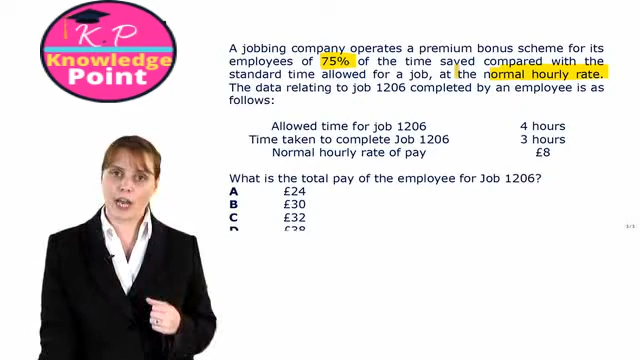 K.P
Knowledge
Point
A jobbing company operates a premium bonus scheme for its
employees of 75% of the time saved compared with the
standard time allowed for a job, at the normal hourly rate.
The data relating to job 1206 completed by an employee is as
follows:
Allowed time for job 1206 4 hours
Time taken to complete Job 1206 3 hours
Normal hourly rate of pay £8
What is the total pay of the employee for Job 1206?
A £24
B £30
C £32
D £38